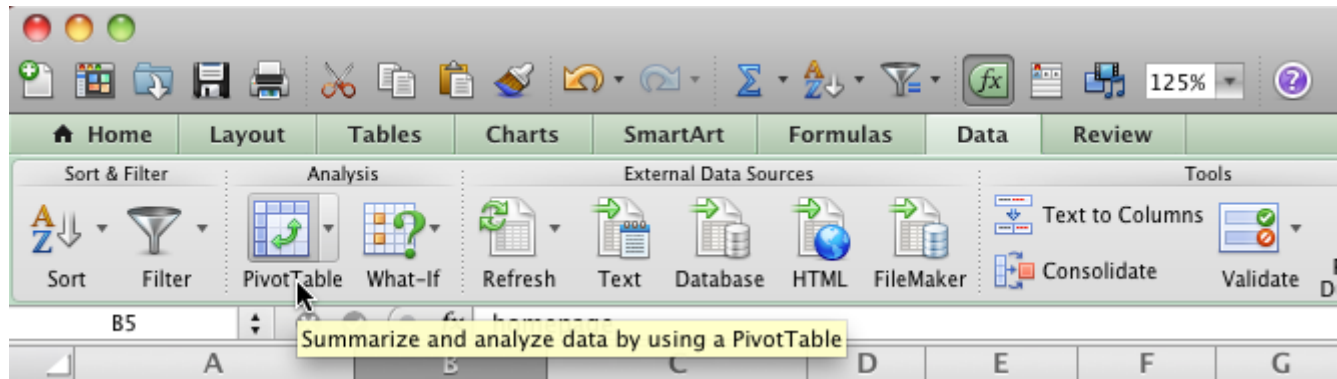 125%
Home Layout Tables Charts SmartArt Formulas Data Review
Sort & Filter Analysis External Data Sources Tools
Text to Columns
Consolidate
Sort Filter PivotTable What-If Refresh Text Database HTML FileMaker Validate
B5 fx homepage
Summarize and analyze data by using a PivotTable
A B C D E F G